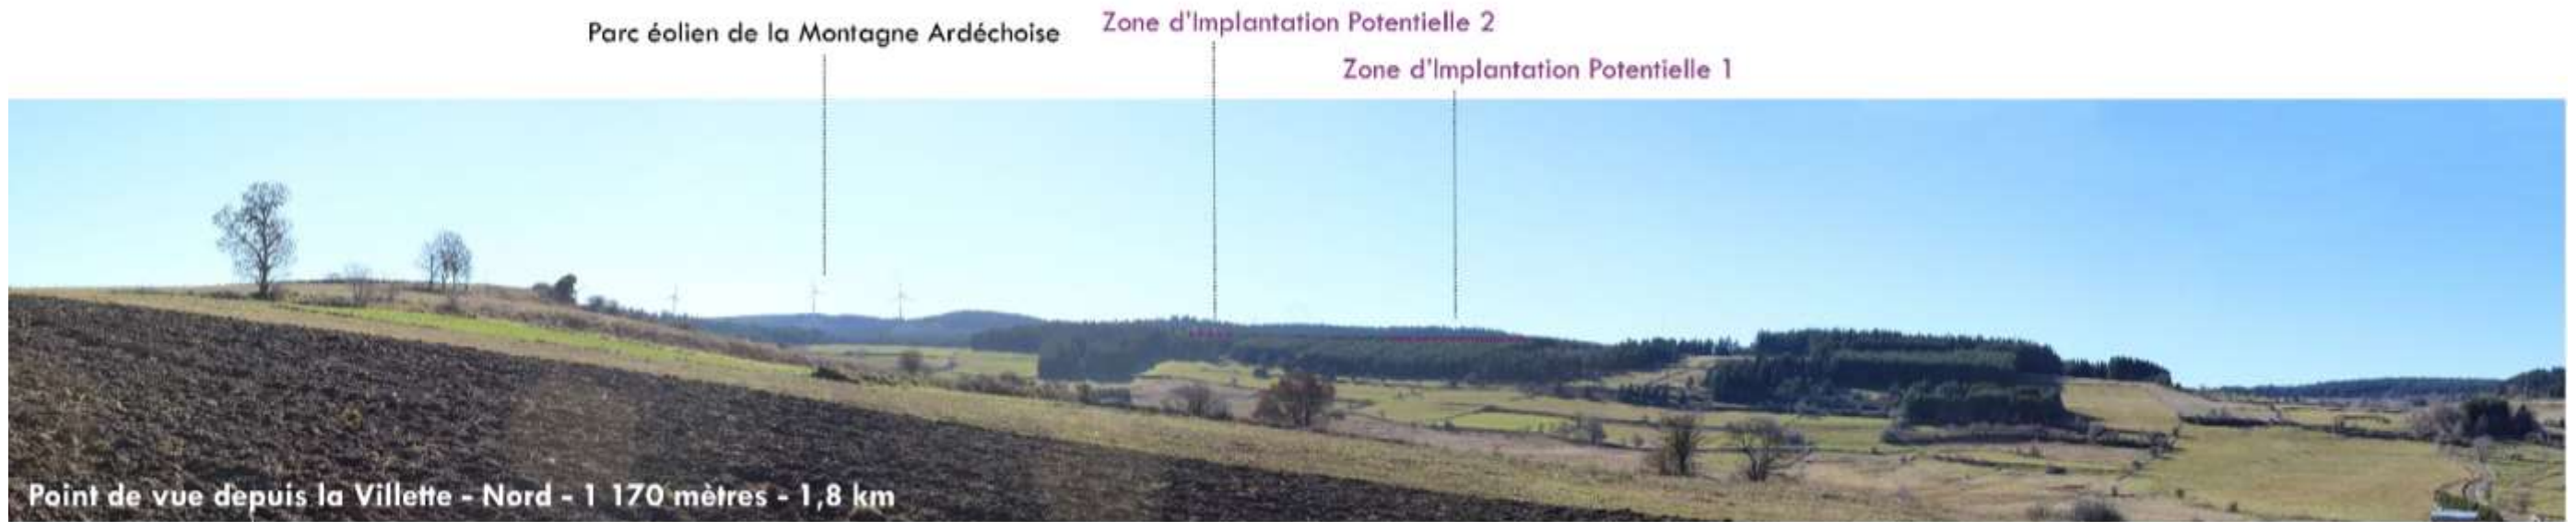 Parc éolien de la Montagne Ardéchoise
Zone d'Implantation Potentielle 2
Zone d'Implantation Potentielle 1
Point de vue depuis la Villette - Nord - 1 170 mètres - 1,8 km